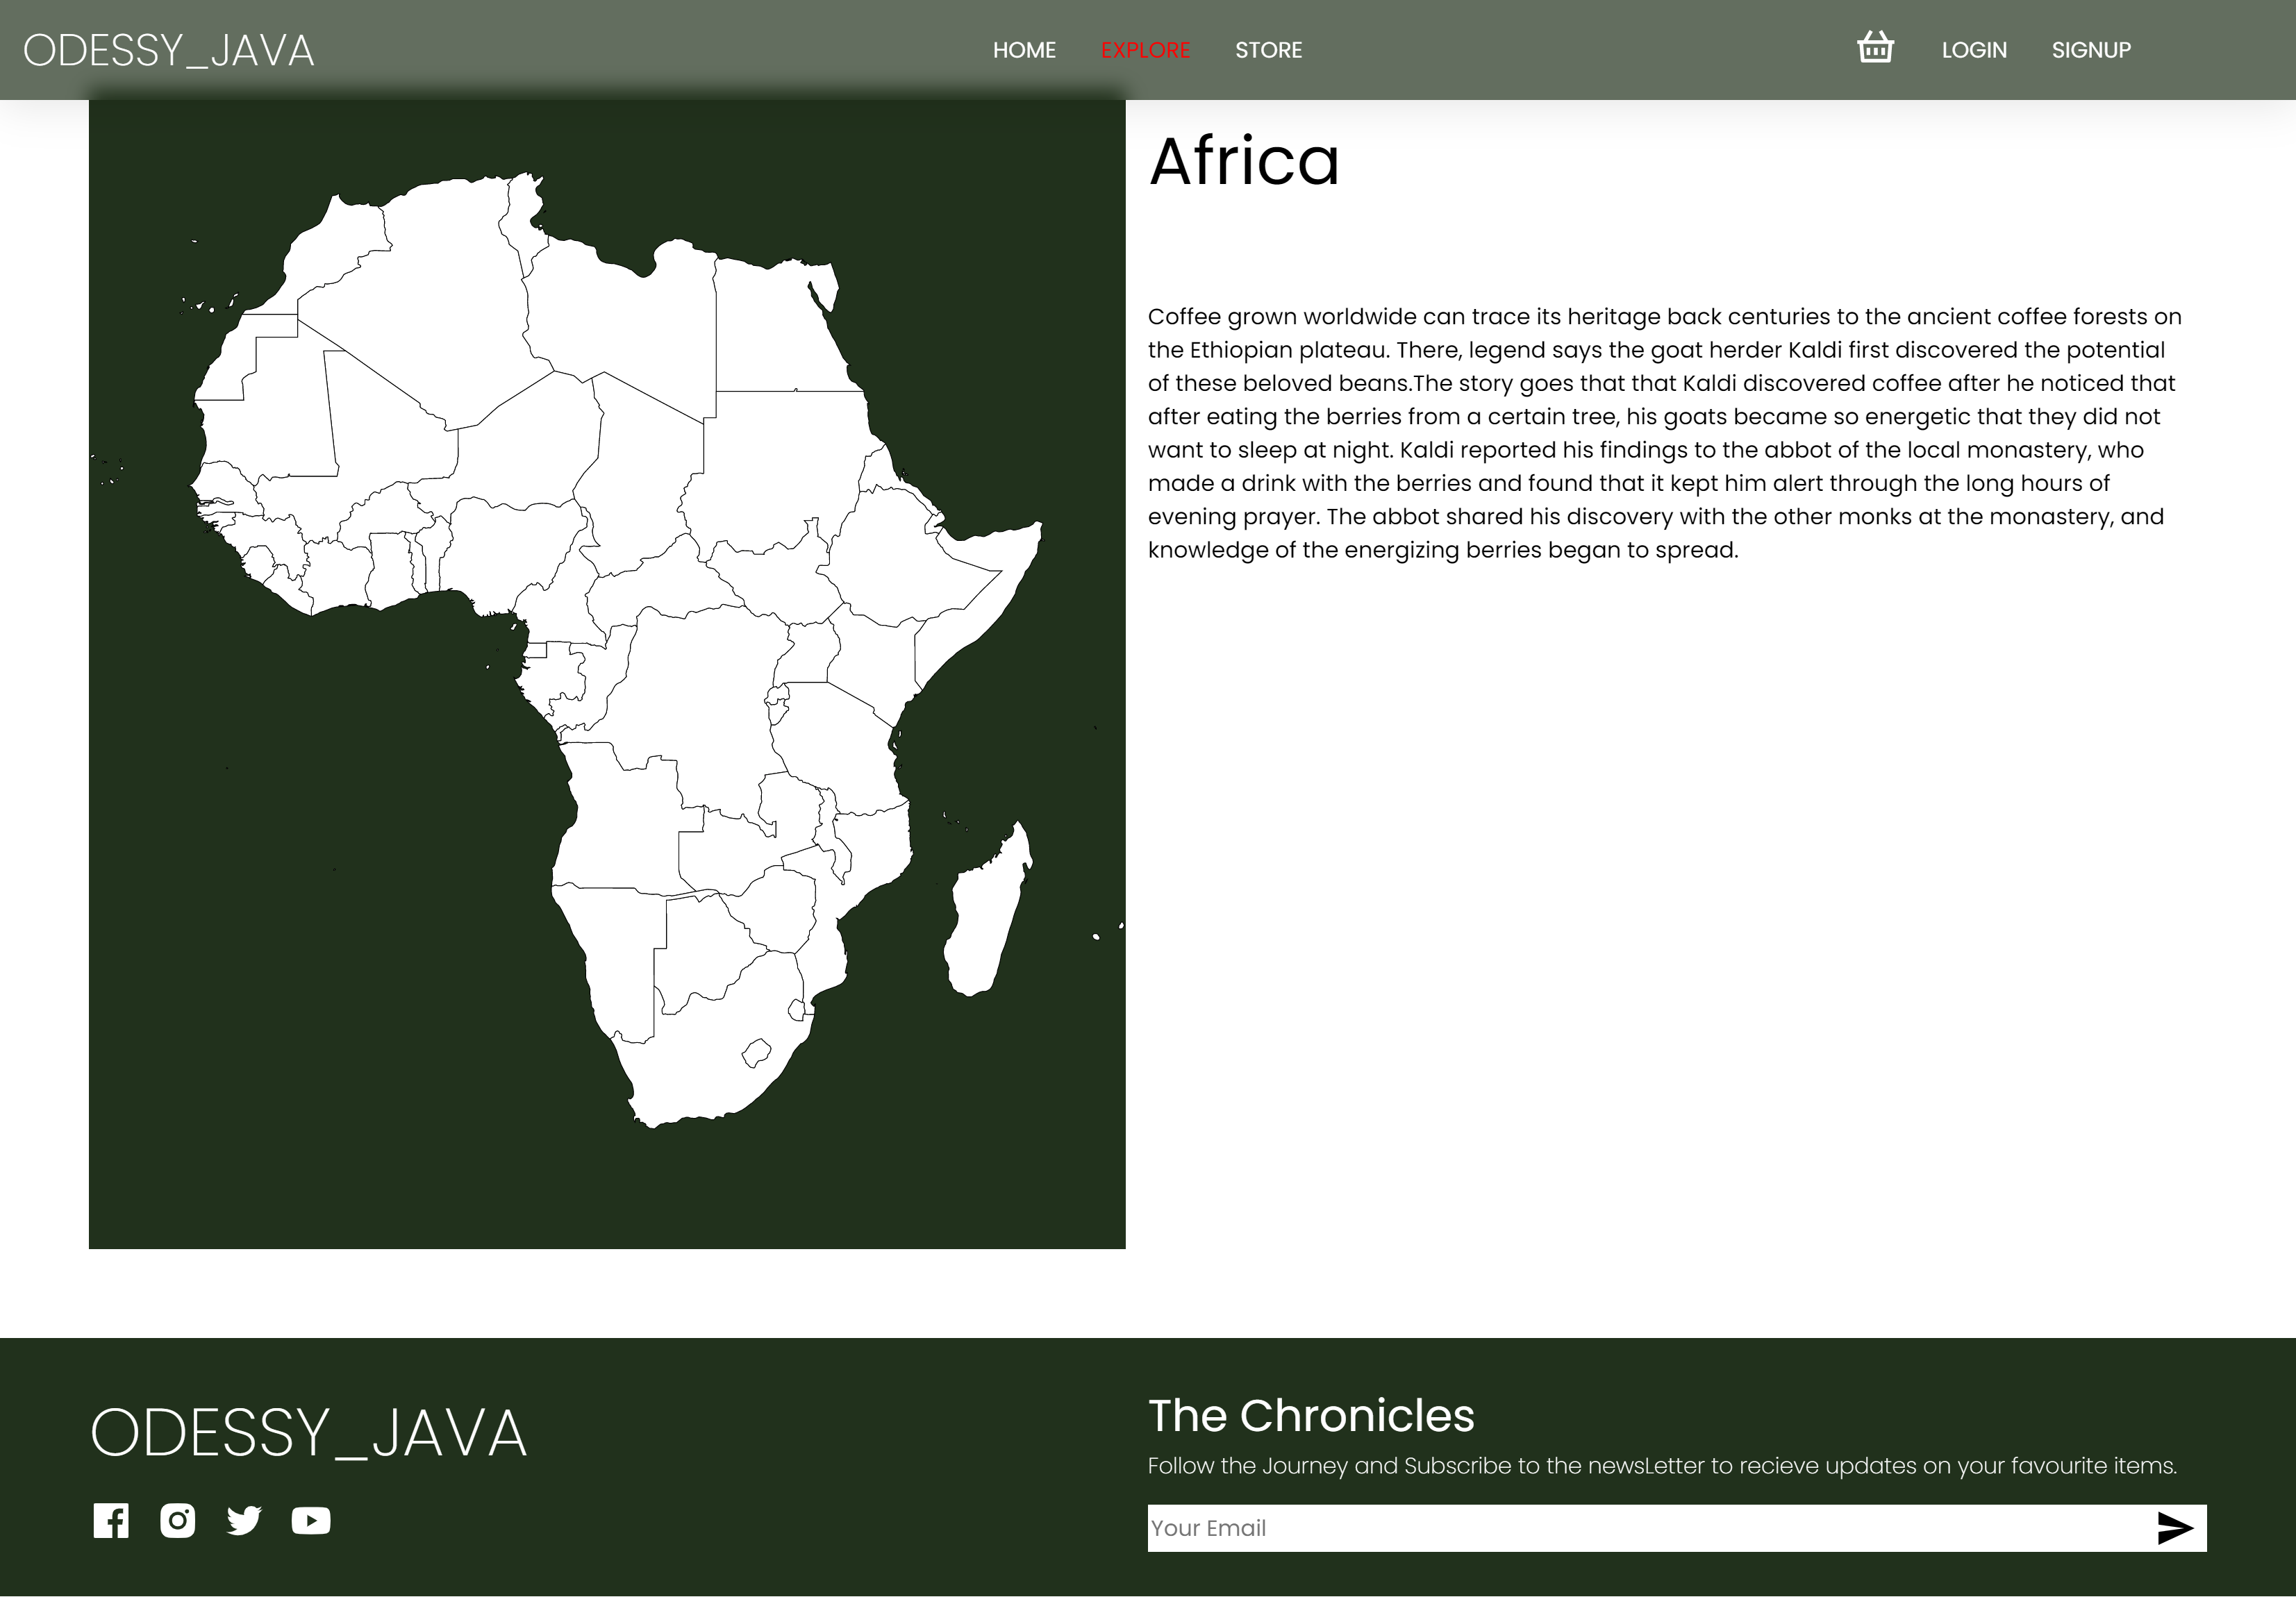 ODESSY_JAVA
HOME EXPLORE STORE
LOGIN SIGNUP
Africa
Coffee grown worldwide can trace its heritage back centuries to the ancient coffee forests on
the Ethiopian plateau. There, legend says the goat herder Kaldi first discovered the potential
of these beloved beans.The story goes that that Kaldi discovered coffee after he noticed that
after eating the berries from a certain tree, his goats became so energetic that they did not
want to sleep at night. Kaldi reported his findings to the abbot of the local monastery, who
made a drink with the berries and found that it kept him alert through the long hours of
evening prayer. The abbot shared his discovery with the other monks at the monastery, and
knowledge of the energizing berries began to spread.
ODESSY_JAVA
The Chronicles
Follow the Journey and Subscribe to the newsLetter to recieve updates on your favourite items.
Your Email